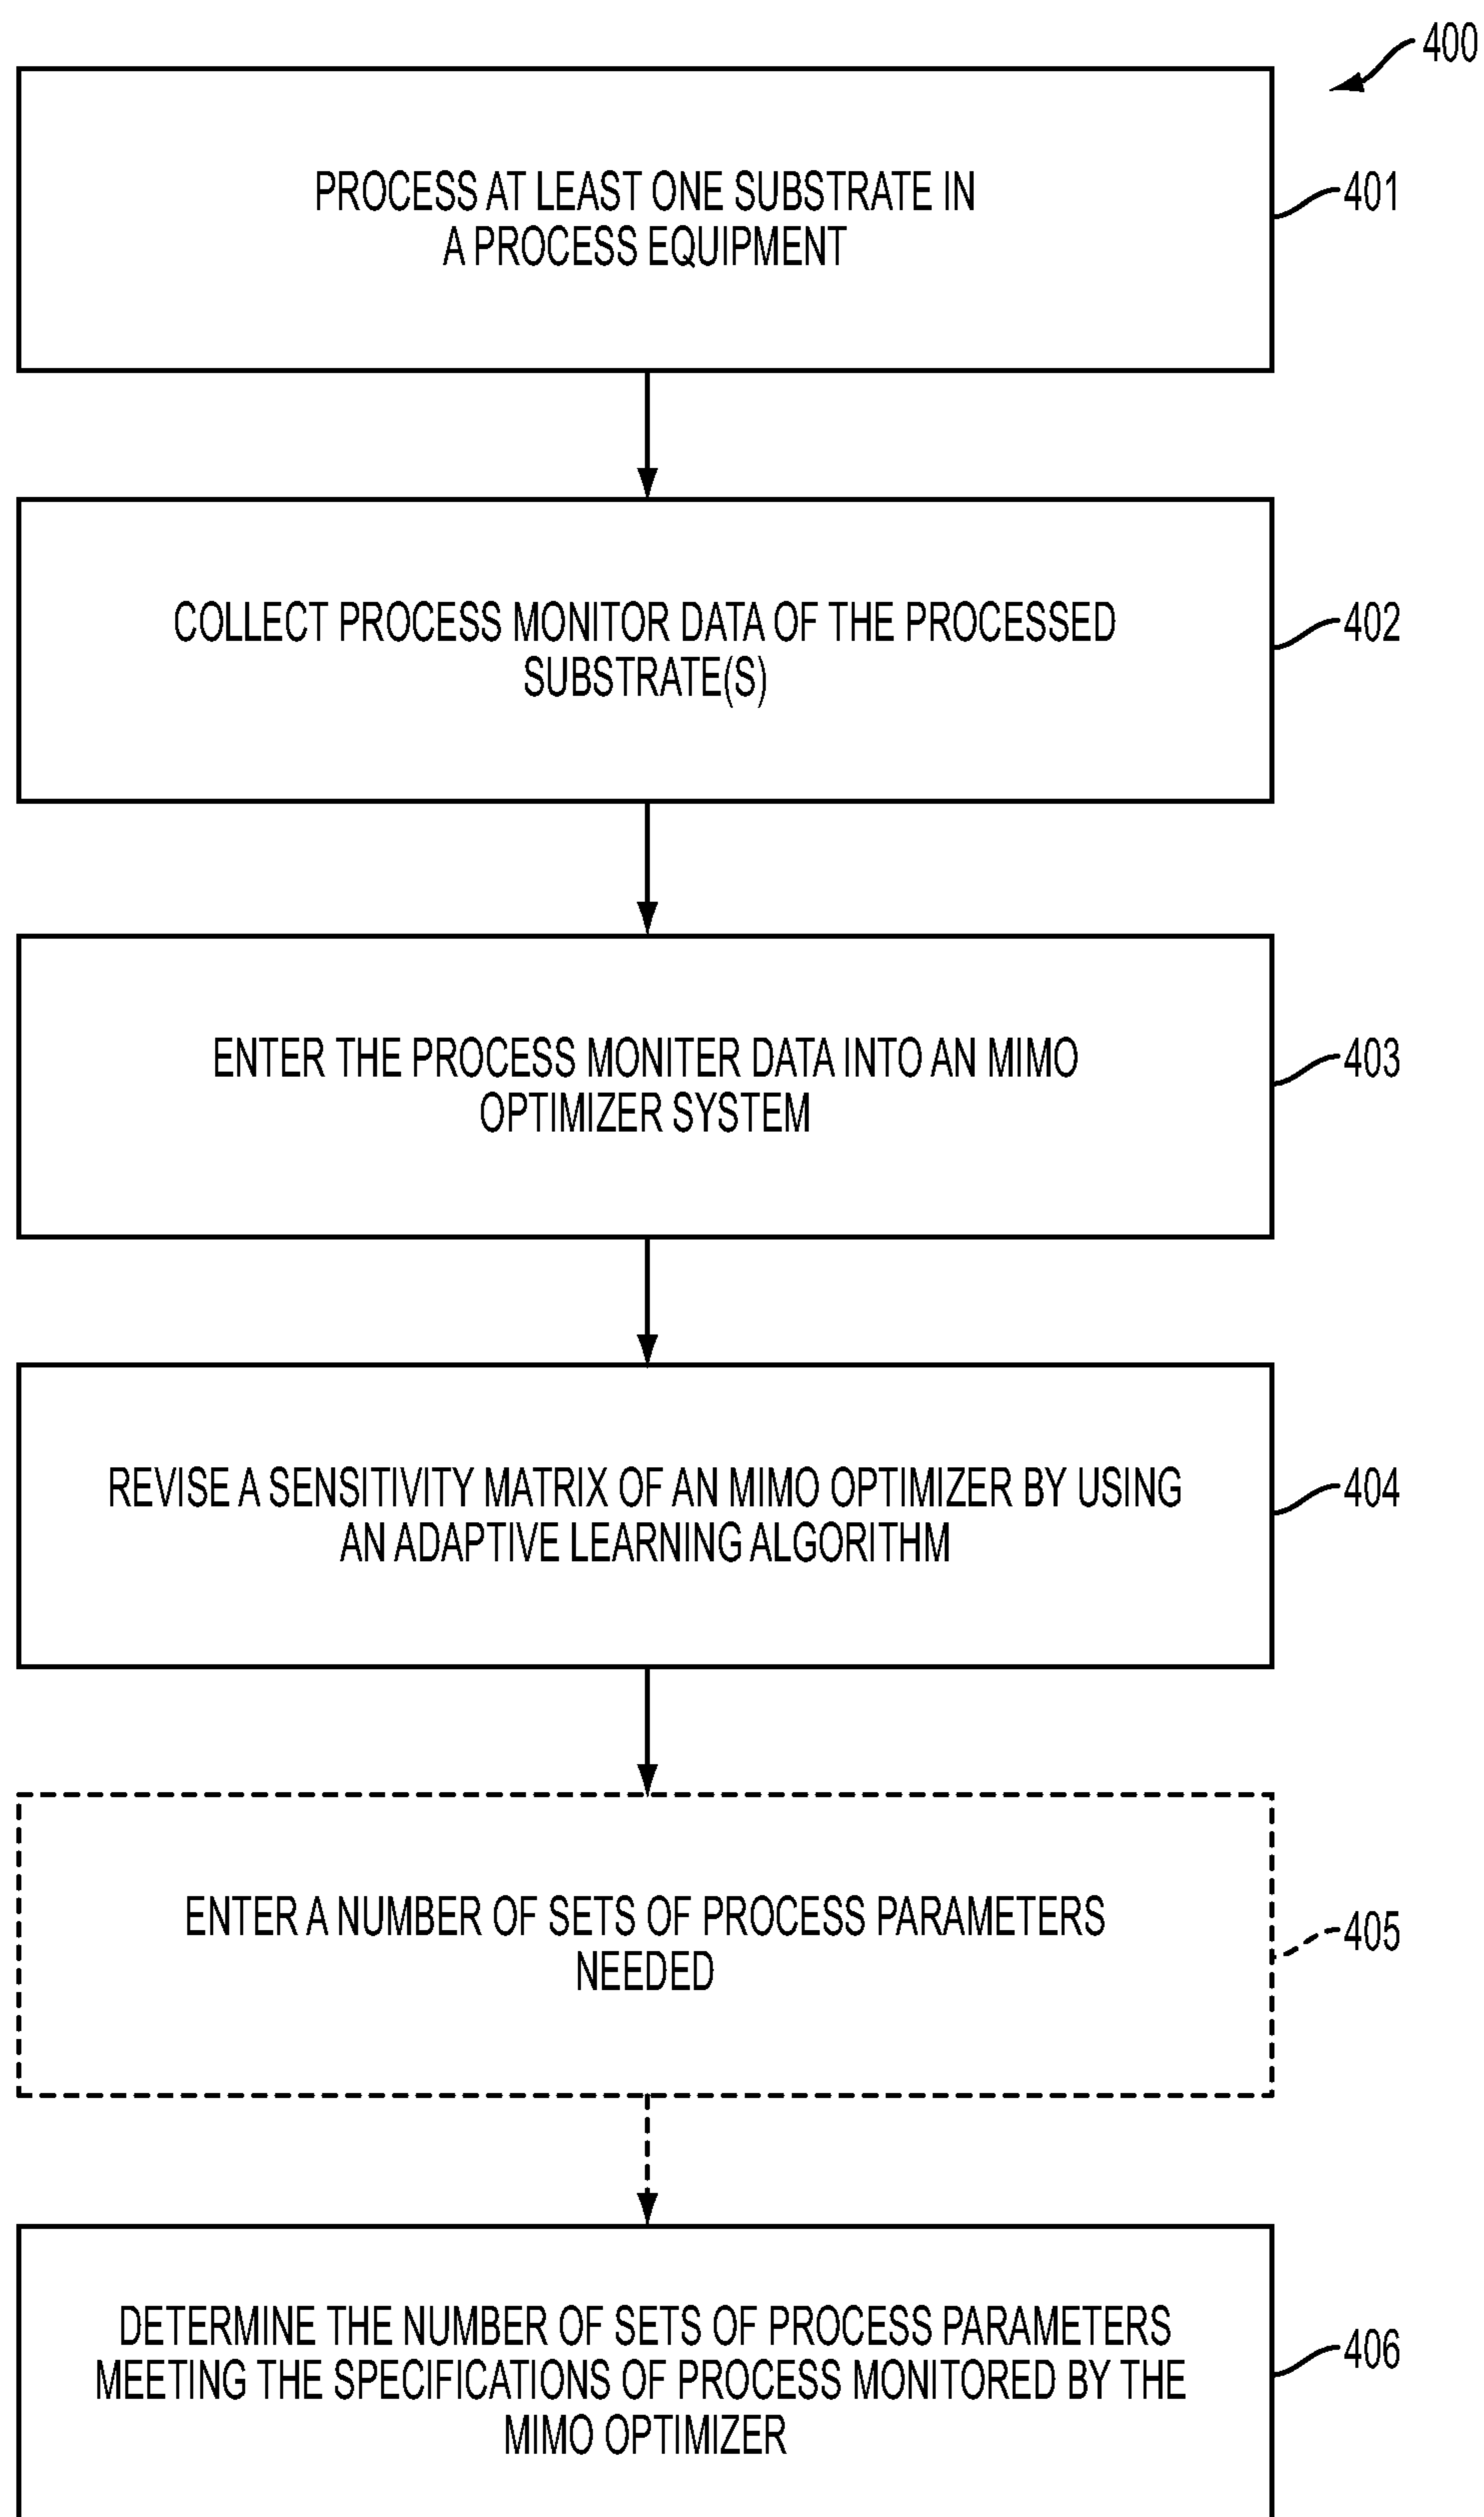 400
PROCESS AT LEAST ONE SUBSTRATE IN
A PROCESS EQUIPMENT
401
COLLECT PROCESS MONITOR DATA OF THE PROCESSED
SUBSTRATE(S)
402
ENTER THE PROCESS MONITER DATA INTO AN MIMO
OPTIMIZER SYSTEM
403
REVISE A SENSITIVITY MATRIX OF AN MIMO OPTIMIZER BY USING
AN ADAPTIVE LEARNING ALGORITHM
404
ENTER A NUMBER OF SETS OF PROCESS PARAMETERS
NEEDED
405
DETERMINE THE NUMBER OF SETS OF PROCESS PARAMETERS
MEETING THE SPECIFICATIONS OF PROCESS MONITORED BY THE
MIMO OPTIMIZER
406